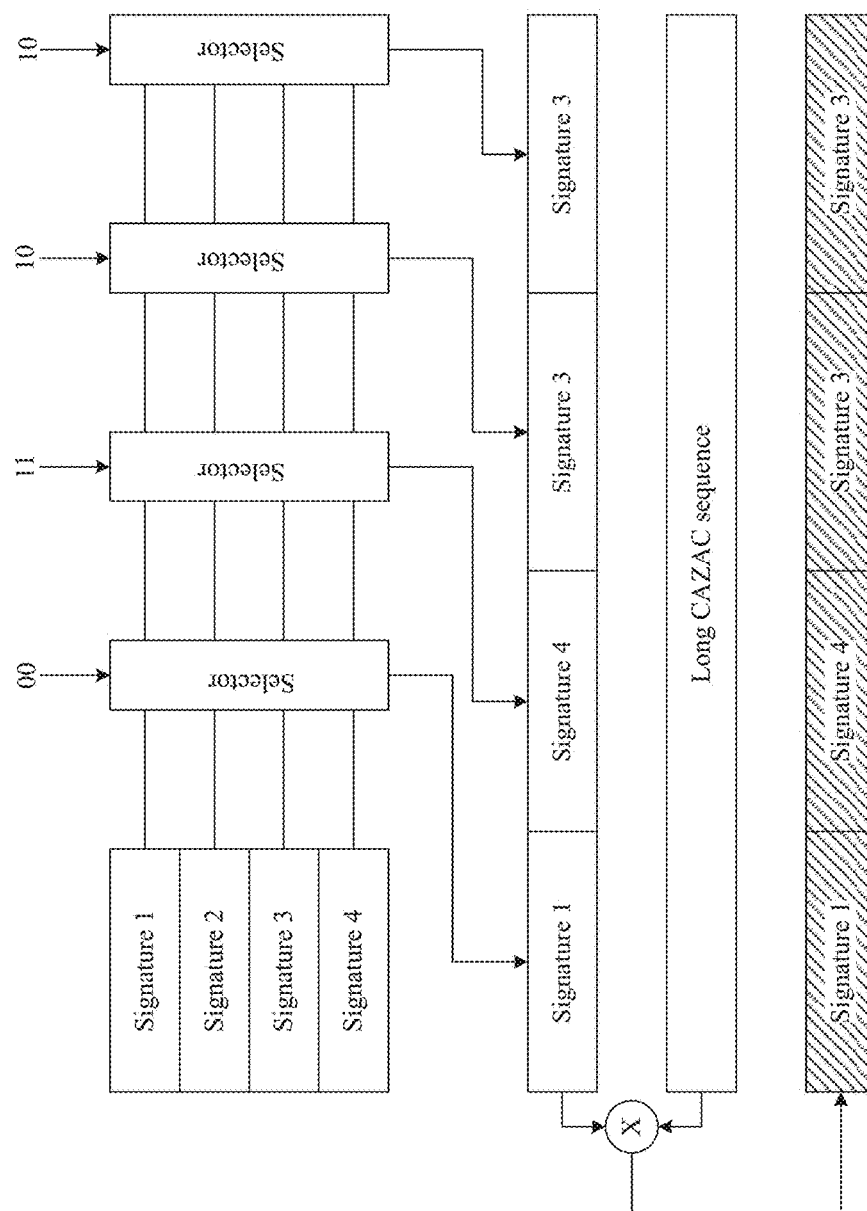 00
11
10
10
Selector
Selector
Selector
Selector
Signature 1
Signature 2
Signature 3
Signature 4
Signature 1
Signature 4
Signature 3
Signature 3
X
Long CAZAC sequence
Signature 1
Signature 4
Signature 3
Signature 3